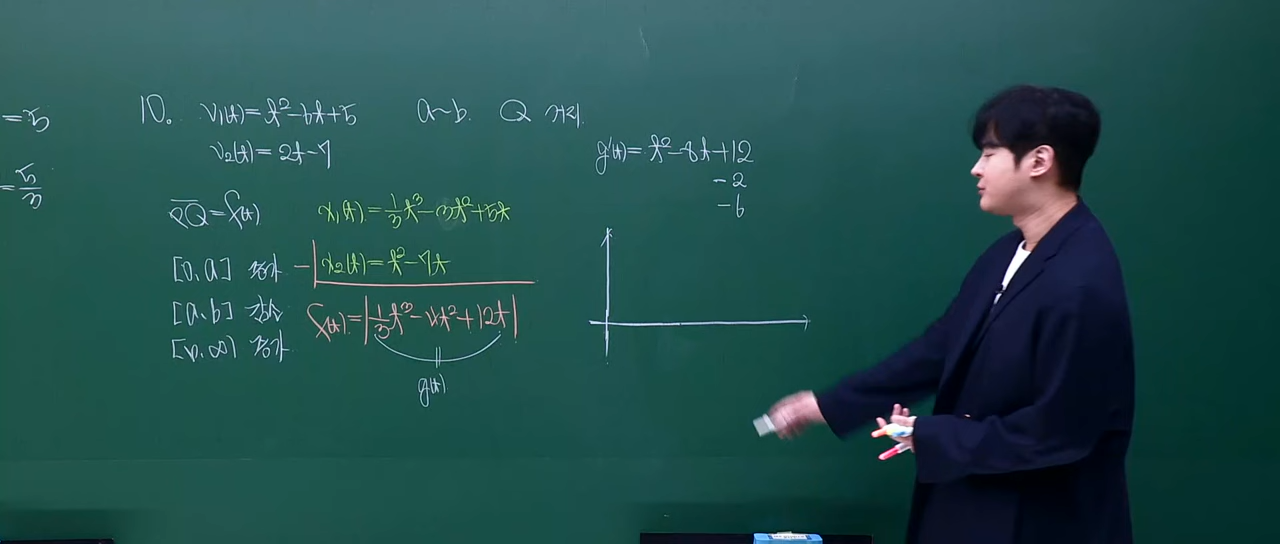 =5
=5/3
10. v₁(t)=t²-6t+5 a~b. Q 거리.
v₂(t)=2t-7
P̅Q̅=f(t)
[0,a] 증가
[a,b] 감소
[b,∞) 증가
x₁(t)=1/3t³-3t²+5t
- x₂(t)=t²-7t
f(t)=|1/3t³-4t²+12t|
g(t)
g'(t)=t²-8t+12
-2
-6